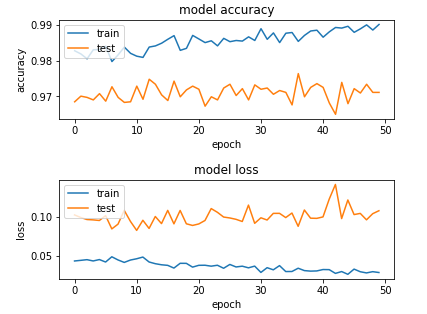 model accuracy
0.99
0.98
0.97
accuracy
train
test
0 10 20 30 40 50
epoch
model loss
0.10
0.05
loss
train
test
0 10 20 30 40 50
epoch